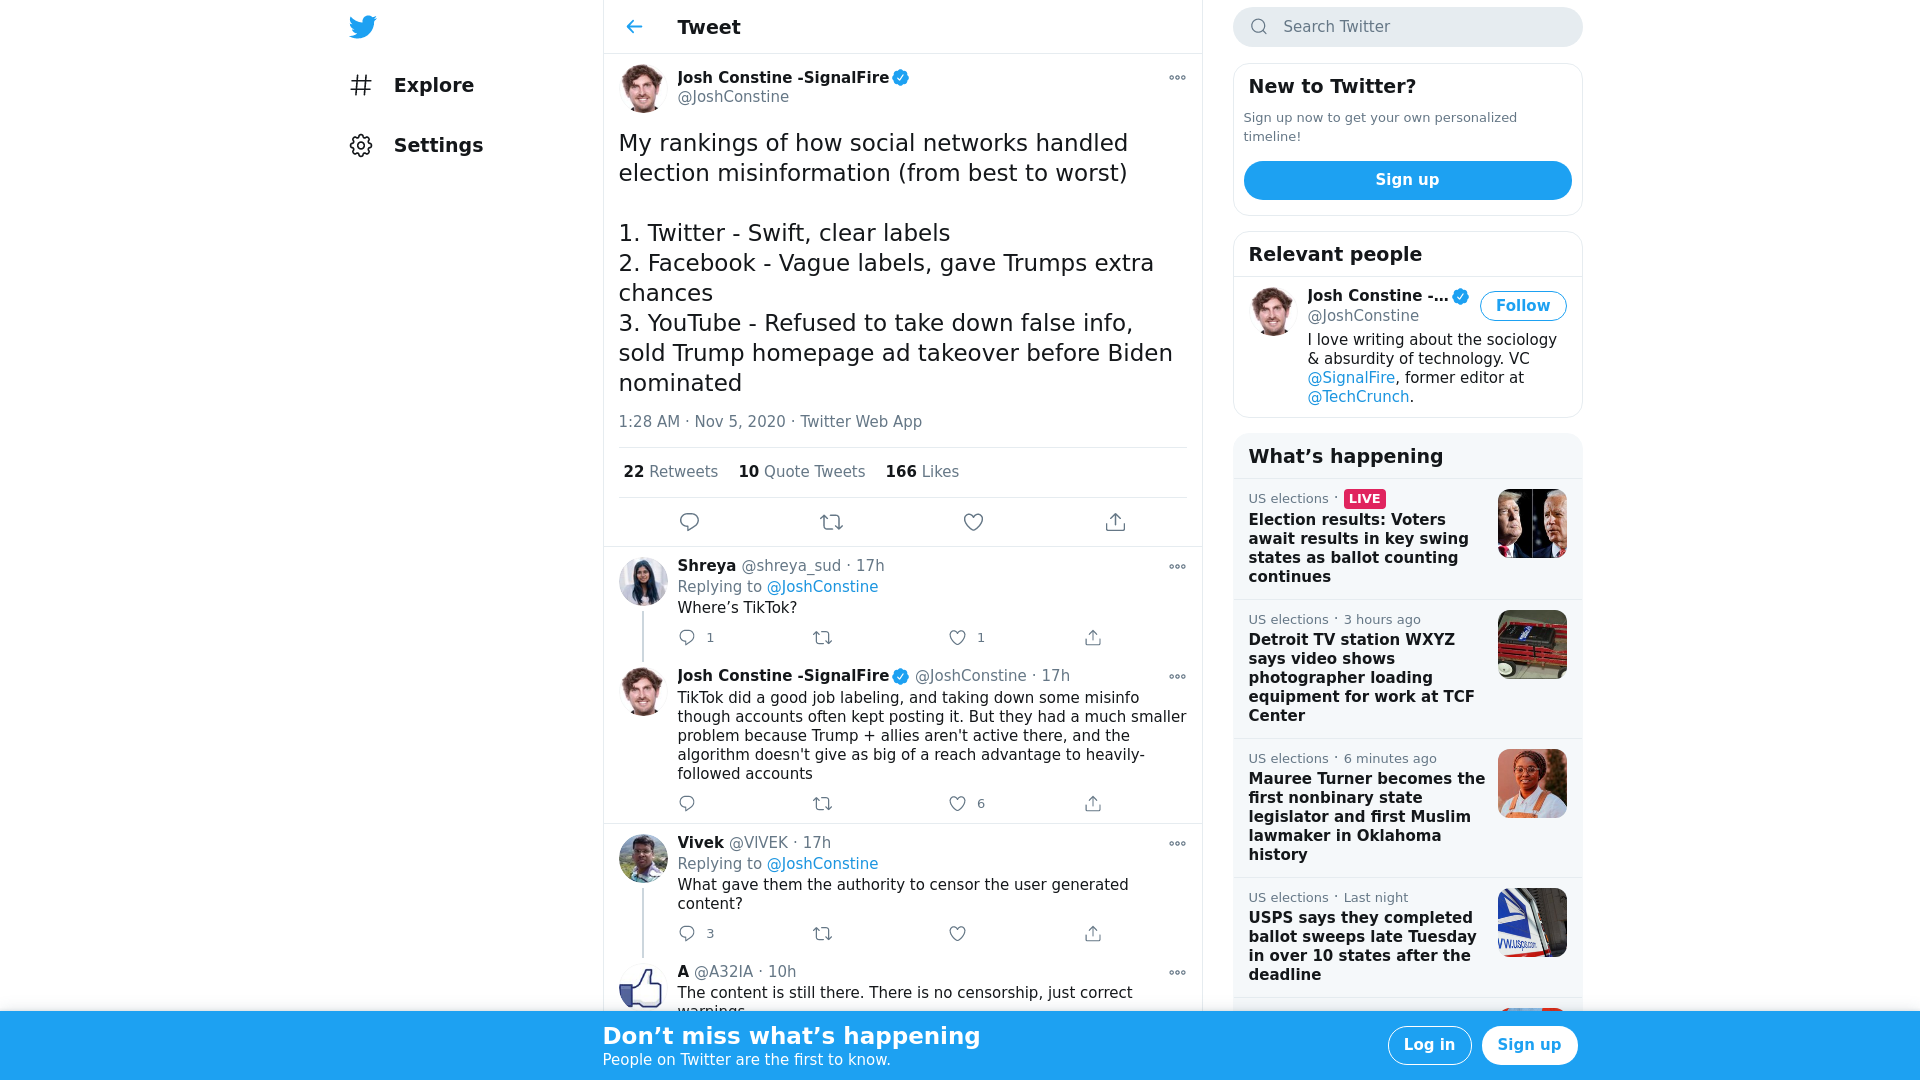 Explore
Settings
Tweet
Josh Constine -SignalFire
@JoshConstine
My rankings of how social networks handled
election misinformation (from best to worst)
1. Twitter - Swift, clear labels
2. Facebook - Vague labels, gave Trumps extra
chances
3. YouTube - Refused to take down false info,
sold Trump homepage ad takeover before Biden
nominated
1:28 AM · Nov 5, 2020 · Twitter Web App
22 Retweets 10 Quote Tweets 166 Likes
Shreya @shreya_sud · 17h
Replying to @JoshConstine
Where’s TikTok?
1 1
Josh Constine -SignalFire @JoshConstine · 17h
TikTok did a good job labeling, and taking down some misinfo
though accounts often kept posting it. But they had a much smaller
problem because Trump + allies aren't active there, and the
algorithm doesn't give as big of a reach advantage to heavily-
followed accounts
6
Vivek @VIVEK · 17h
Replying to @JoshConstine
What gave them the authority to censor the user generated
content?
3
A @A32IA · 10h
The content is still there. There is no censorship, just correct
warnings
Search Twitter
New to Twitter?
Sign up now to get your own personalized
timeline!
Sign up
Relevant people
Josh Constine -...
@JoshConstine
Follow
I love writing about the sociology
& absurdity of technology. VC
@SignalFire, former editor at
@TechCrunch.
What’s happening
US elections · LIVE
Election results: Voters
await results in key swing
states as ballot counting
continues
US elections · 3 hours ago
Detroit TV station WXYZ
says video shows
photographer loading
equipment for work at TCF
Center
US elections · 6 minutes ago
Mauree Turner becomes the
first nonbinary state
legislator and first Muslim
lawmaker in Oklahoma
history
US elections · Last night
USPS says they completed
ballot sweeps late Tuesday
in over 10 states after the
deadline
Don’t miss what’s happening
People on Twitter are the first to know.
Log in
Sign up